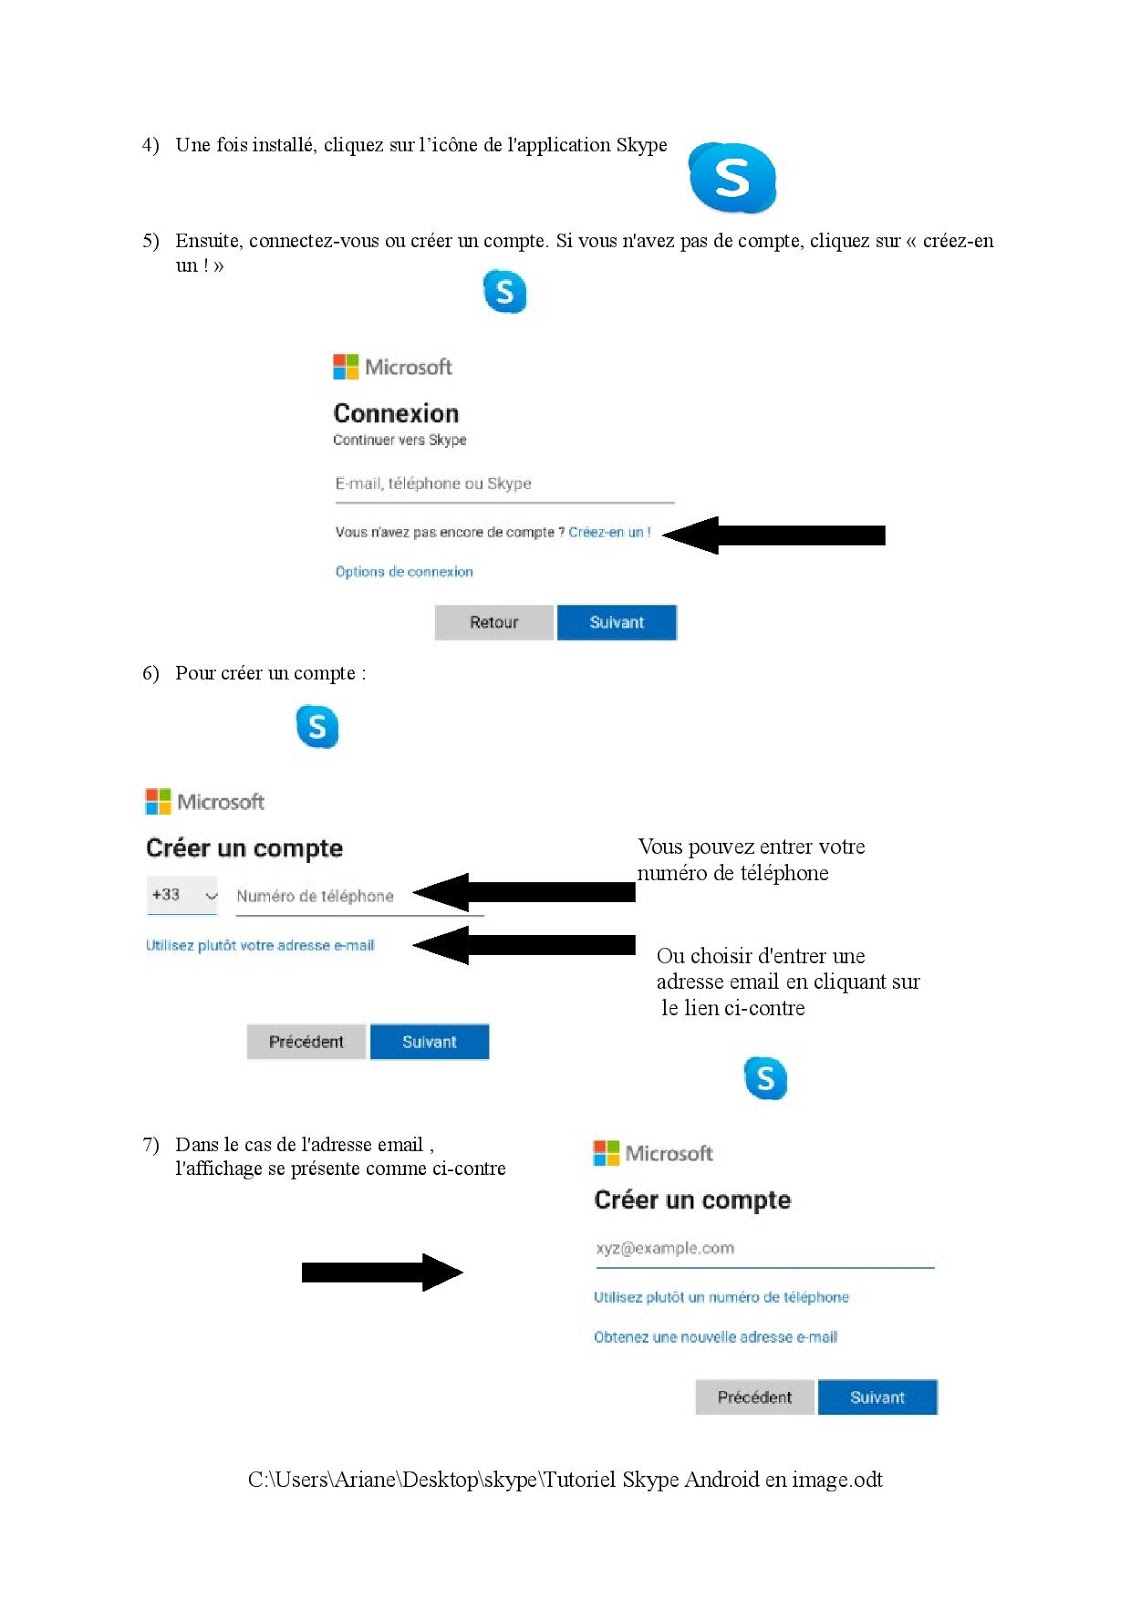 4) Une fois installé, cliquez sur l’icône de l'application Skype
S
5) Ensuite, connectez-vous ou créer un compte. Si vous n'avez pas de compte, cliquez sur « créez-en
un ! »
S
Microsoft
Connexion
Continuer vers Skype
E-mail, téléphone ou Skype
Vous n'avez pas encore de compte ? Créez-en un !
Options de connexion
Retour Suivant
6) Pour créer un compte :
S
Microsoft
Créer un compte
+33 Numéro de téléphone
Utilisez plutôt votre adresse e-mail
Précédent Suivant
Vous pouvez entrer votre
numéro de téléphone
Ou choisir d'entrer une
adresse email en cliquant sur
le lien ci-contre
S
7) Dans le cas de l'adresse email ,
l'affichage se présente comme ci-contre
Microsoft
Créer un compte
xyz@example.com
Utilisez plutôt un numéro de téléphone
Obtenez une nouvelle adresse e-mail
Précédent Suivant
C:\Users\Ariane\Desktop\skype\Tutoriel Skype Android en image.odt